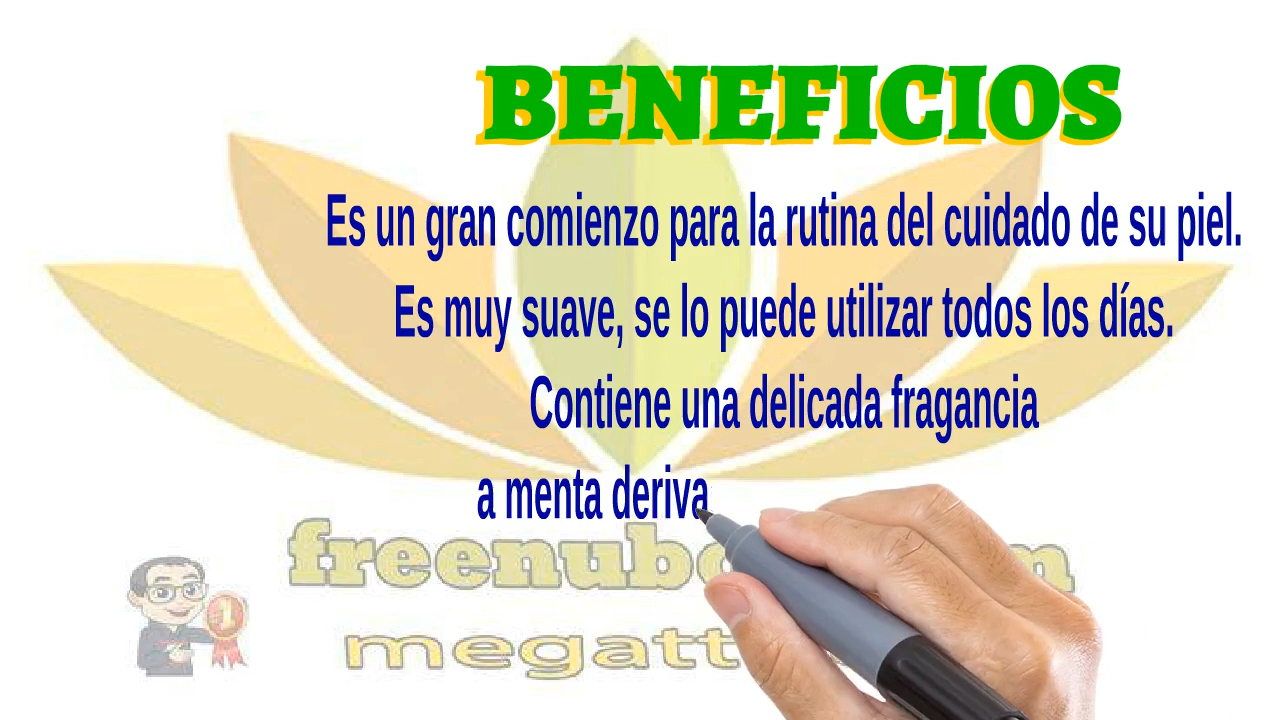 BENEFICIOS
Es un gran comienzo para la rutina del cuidado de su piel.
Es muy suave, se lo puede utilizar todos los días.
Contiene una delicada fragancia
a menta deriva
1